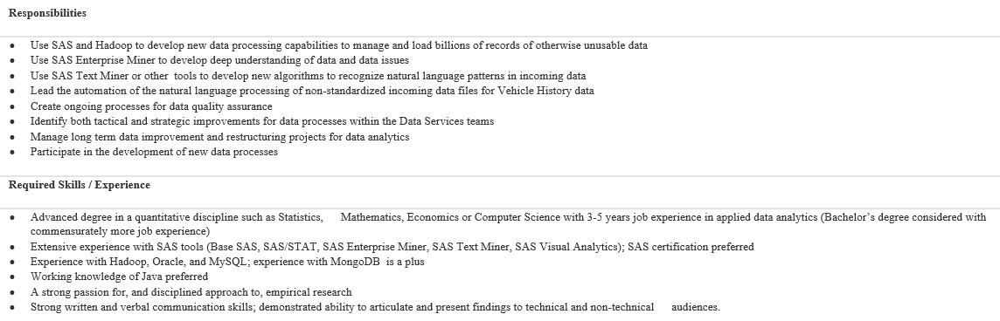 Responsibilities
• Use SAS and Hadoop to develop new data processing capabilities to manage and load billions of records of otherwise unusable data
• Use SAS Enterprise Miner to develop deep understanding of data and data issues
• Use SAS Text Miner or other tools to develop new algorithms to recognize natural language patterns in incoming data
• Lead the automation of the natural language processing of non-standardized incoming data files for Vehicle History data
• Create ongoing processes for data quality assurance
• Identify both tactical and strategic improvements for data processes within the Data Services teams
• Manage long term data improvement and restructuring projects for data analytics
• Participate in the development of new data processes
Required Skills / Experience
• Advanced degree in a quantitative discipline such as Statistics, Mathematics, Economics or Computer Science with 3-5 years job experience in applied data analytics (Bachelor’s degree considered with
commensurately more job experience)
• Extensive experience with SAS tools (Base SAS, SAS/STAT, SAS Enterprise Miner, SAS Text Miner, SAS Visual Analytics); SAS certification preferred
• Experience with Hadoop, Oracle, and MySQL; experience with MongoDB is a plus
• Working knowledge of Java preferred
• A strong passion for, and disciplined approach to, empirical research
• Strong written and verbal communication skills; demonstrated ability to articulate and present findings to technical and non-technical audiences.